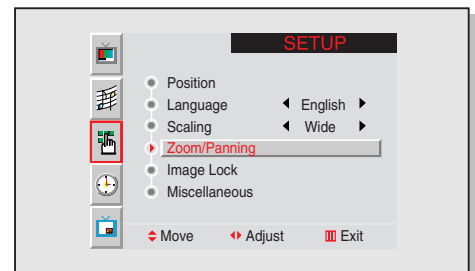 SETUP
Position
Language English
Scaling Wide
Zoom/Panning
Image Lock
Miscellaneous
Move Adjust Exit